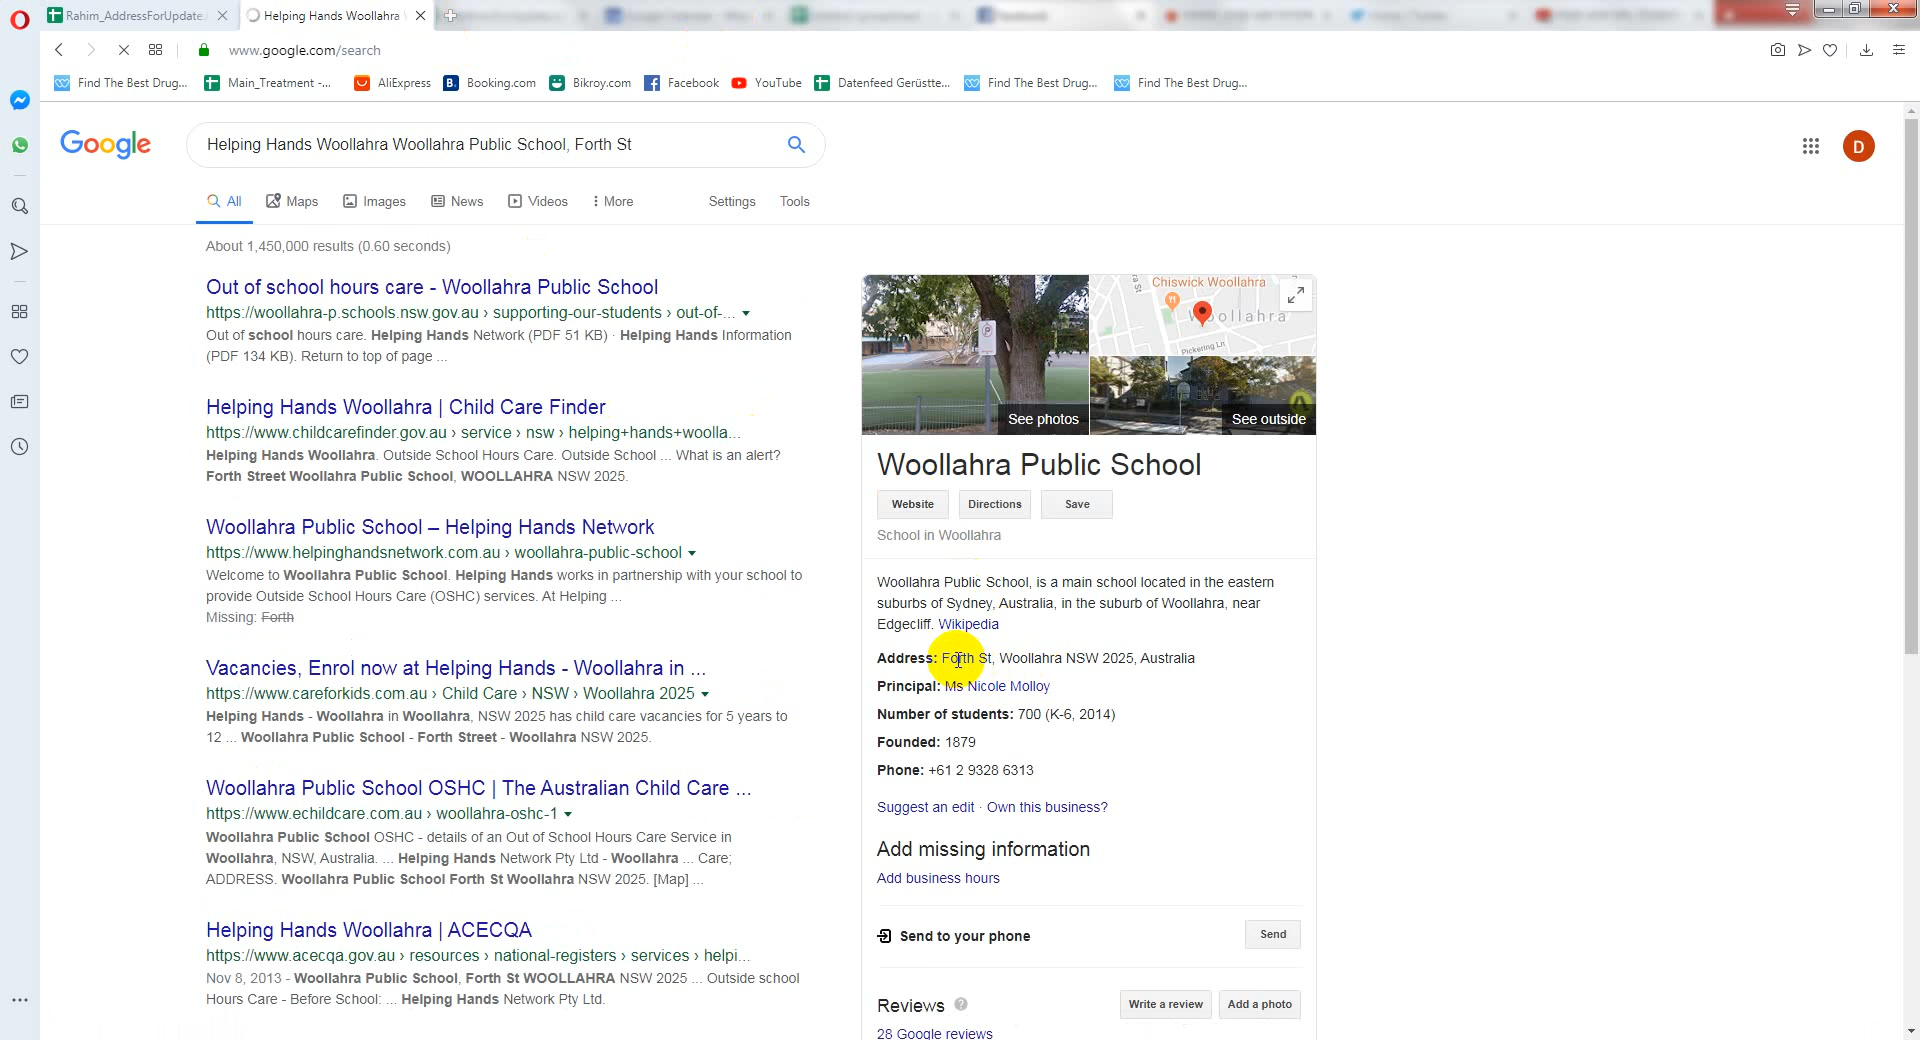 Rahim_AddressForUpdate.
Helping Hands Woollahra
www.google.com/search
Find The Best Drug...
Main_Treatment -...
AliExpress
Booking.com
Bikroy.com
Facebook
YouTube
Datenfeed Gerüstte...
Find The Best Drug...
Find The Best Drug...
Google
Helping Hands Woollahra Woollahra Public School, Forth St
D
All
Maps
Images
News
Videos
More
Settings
Tools
About 1,450,000 results (0.60 seconds)
Out of school hours care - Woollahra Public School
https://woollahra-p.schools.nsw.gov.au › supporting-our-students › out-of-...
Out of school hours care. Helping Hands Network (PDF 51 KB) · Helping Hands Information
(PDF 134 KB). Return to top of page ...
Helping Hands Woollahra | Child Care Finder
https://www.childcarefinder.gov.au › service › nsw › helping+hands+woolla...
Helping Hands Woollahra. Outside School Hours Care. Outside School ... What is an alert?
Forth Street Woollahra Public School, WOOLLAHRA NSW 2025.
Woollahra Public School – Helping Hands Network
https://www.helpinghandsnetwork.com.au › woollahra-public-school
Welcome to Woollahra Public School. Helping Hands works in partnership with your school to
provide Outside School Hours Care (OSHC) services. At Helping ...
Missing: Forth
Vacancies, Enrol now at Helping Hands - Woollahra in ...
https://www.careforkids.com.au › Child Care › NSW › Woollahra 2025
Helping Hands - Woollahra in Woollahra, NSW 2025 has child care vacancies for 5 years to
12 ... Woollahra Public School - Forth Street - Woollahra NSW 2025.
Woollahra Public School OSHC | The Australian Child Care ...
https://www.echildcare.com.au › woollahra-oshc-1
Woollahra Public School OSHC - details of an Out of School Hours Care Service in
Woollahra, NSW, Australia. ... Helping Hands Network Pty Ltd - Woollahra ... Care;
ADDRESS. Woollahra Public School Forth St Woollahra NSW 2025. [Map] ...
Helping Hands Woollahra | ACECQA
https://www.acecqa.gov.au › resources › national-registers › services › helpi...
Nov 8, 2013 - Woollahra Public School, Forth St WOOLLAHRA NSW 2025 ... Outside school
Hours Care - Before School: ... Helping Hands Network Pty Ltd.
See photos
Chiswick Woollahra
Woollahra
Pickering Ln
See outside
Woollahra Public School
Website
Directions
Save
School in Woollahra
Woollahra Public School, is a main school located in the eastern
suburbs of Sydney, Australia, in the suburb of Woollahra, near
Edgecliff. Wikipedia
Address: Forth St, Woollahra NSW 2025, Australia
Principal: Ms Nicole Molloy
Number of students: 700 (K-6, 2014)
Founded: 1879
Phone: +61 2 9328 6313
Suggest an edit · Own this business?
Add missing information
Add business hours
Send to your phone
Send
Reviews
Write a review
Add a photo
28 Google reviews